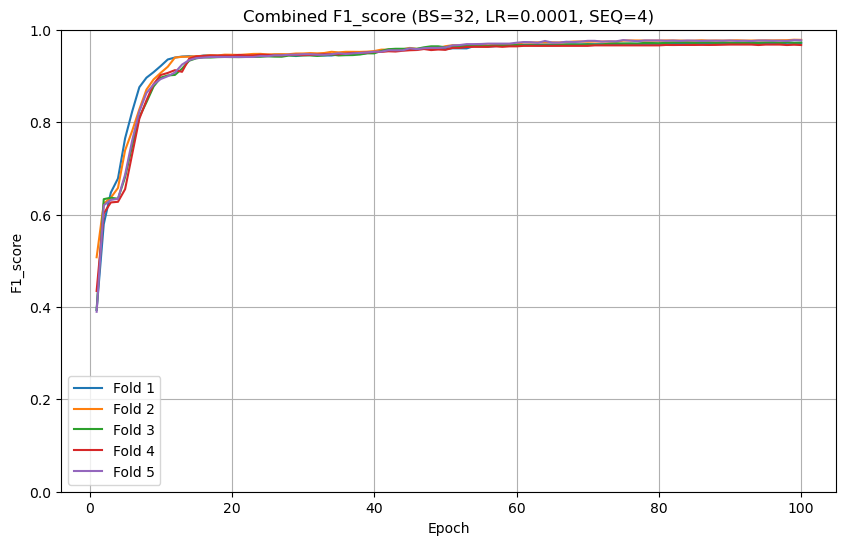 Combined F1_score (BS=32, LR=0.0001, SEQ=4)
1.0
0.8
0.6
0.4
0.2
0.0
F1_score
Fold 1
Fold 2
Fold 3
Fold 4
Fold 5
0 20 40 60 80 100
Epoch